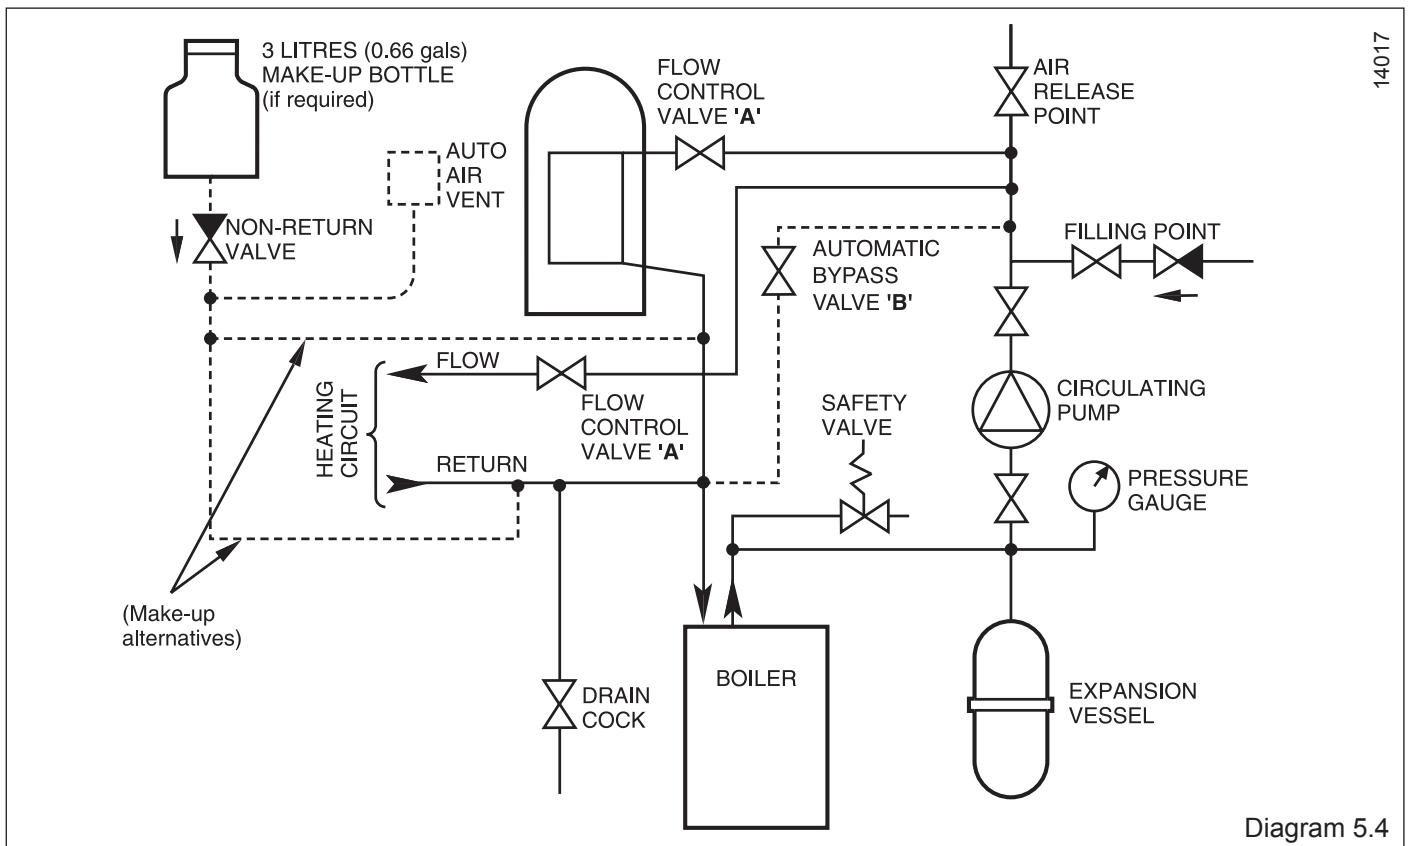 3 LITRES (0.66 gals)
MAKE-UP BOTTLE
(if required)
AUTO
AIR
VENT
NON-RETURN
VALVE
FLOW
CONTROL
VALVE 'A'
AIR
RELEASE
POINT
14017
FILLING POINT
AUTOMATIC
BYPASS
VALVE 'B'
HEATING
CIRCUIT
FLOW
FLOW
CONTROL
VALVE 'A'
RETURN
SAFETY
VALVE
CIRCULATING
PUMP
PRESSURE
GAUGE
(Make-up
alternatives)
DRAIN
COCK
BOILER
EXPANSION
VESSEL
Diagram 5.4